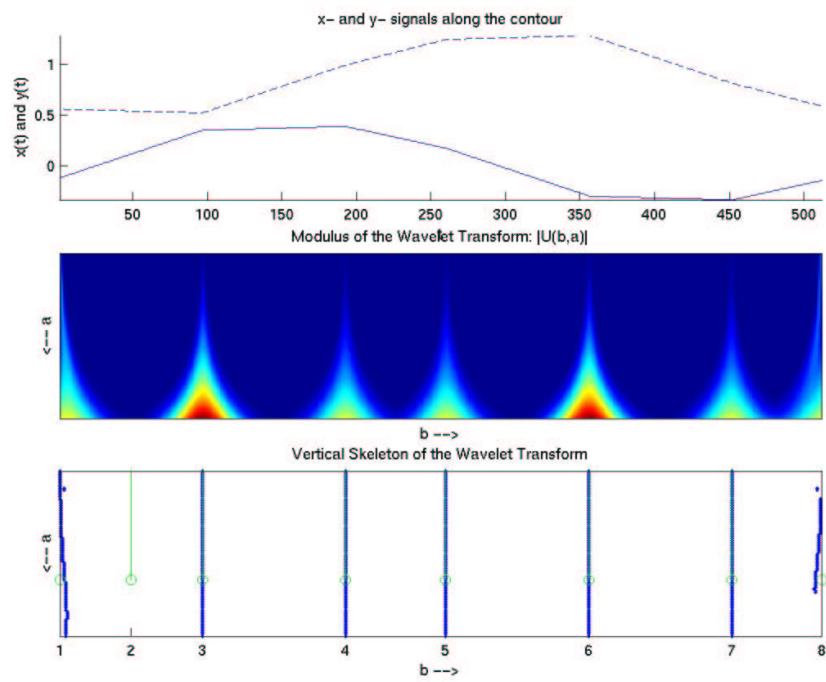 x- and y- signals along the contour
x(t) and y(t)
1
0.5
0
50 100 150 200 250 300 350 400 450 500
Modulus of the Wavelet Transform: |U(b,a)|
<-- a
b -->
Vertical Skeleton of the Wavelet Transform
<-- a
1 2 3 4 5 6 7 8
b -->